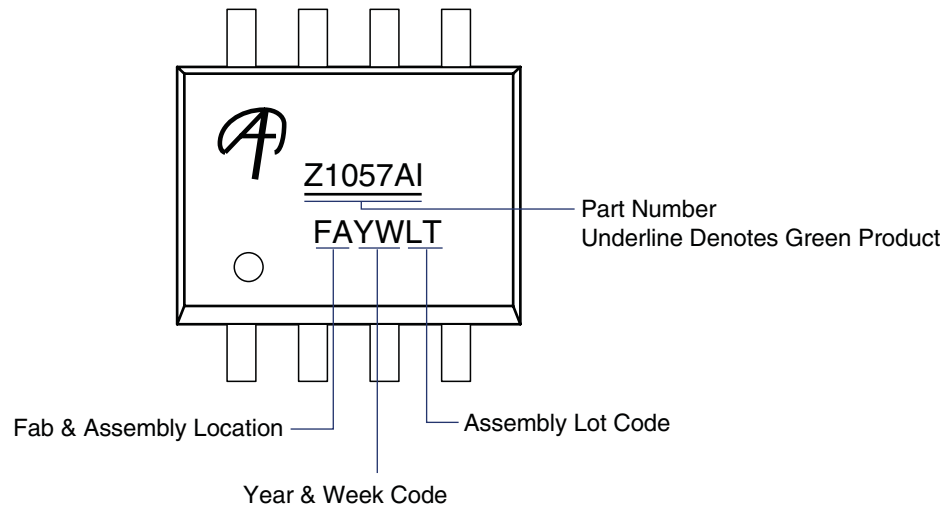 Z1057AI
FAYWLT
Part Number
Underline Denotes Green Product
Fab & Assembly Location
Assembly Lot Code
Year & Week Code